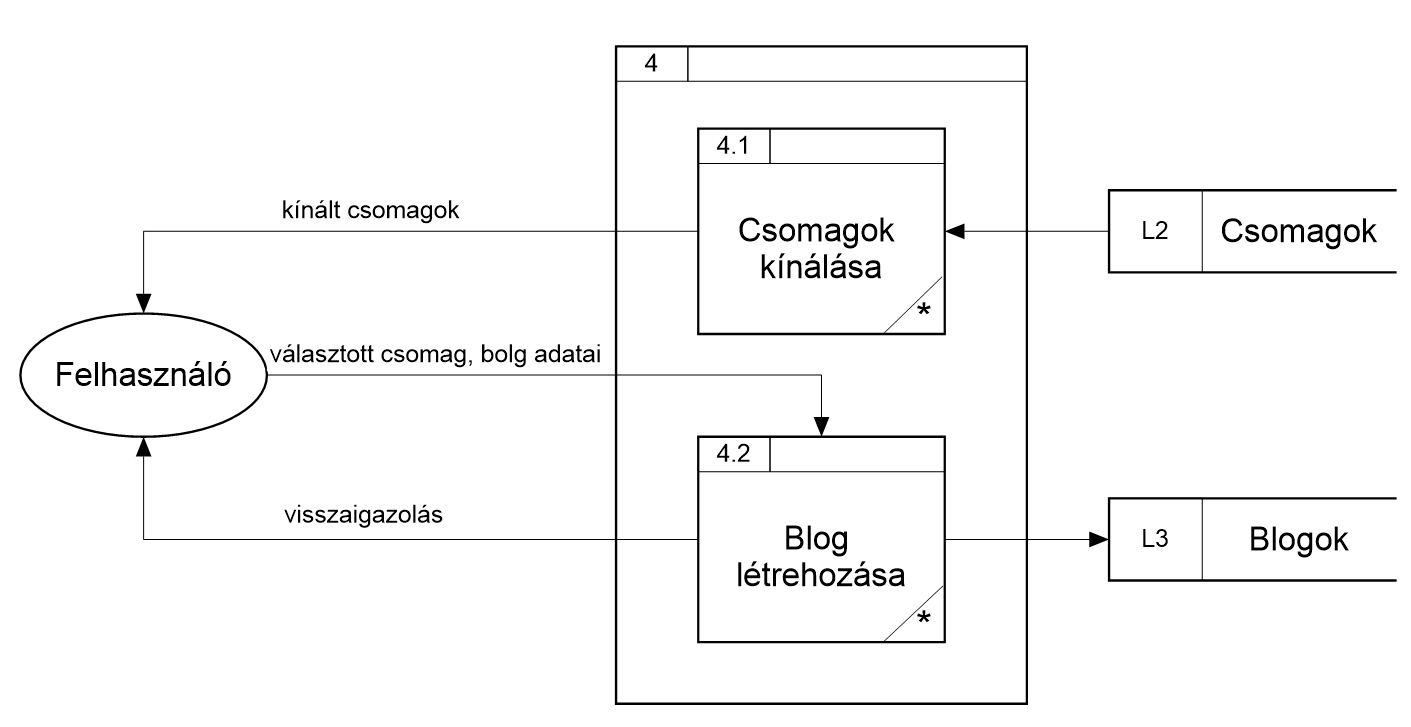 4
4.1
kínált csomagok
Csomagok
kínálása
*
L2
Csomagok
Felhasználó
választott csomag, bolg adatai
4.2
visszaigazolás
Blog
létrehozása
*
L3
Blogok